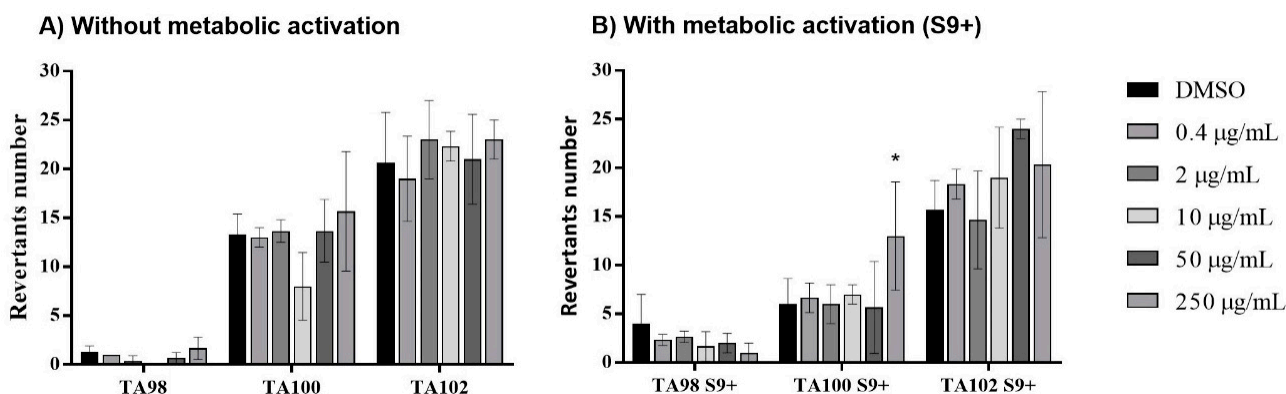 A) Without metabolic activation
Revertants number
30
25
20
15
10
5
0
TA98
TA100
TA102
B) With metabolic activation (S9+)
Revertants number
30
25
20
15
10
5
0
*
TA98 S9+
TA100 S9+
TA102 S9+
DMSO
0.4 μg/mL
2 μg/mL
10 μg/mL
50 μg/mL
250 μg/mL